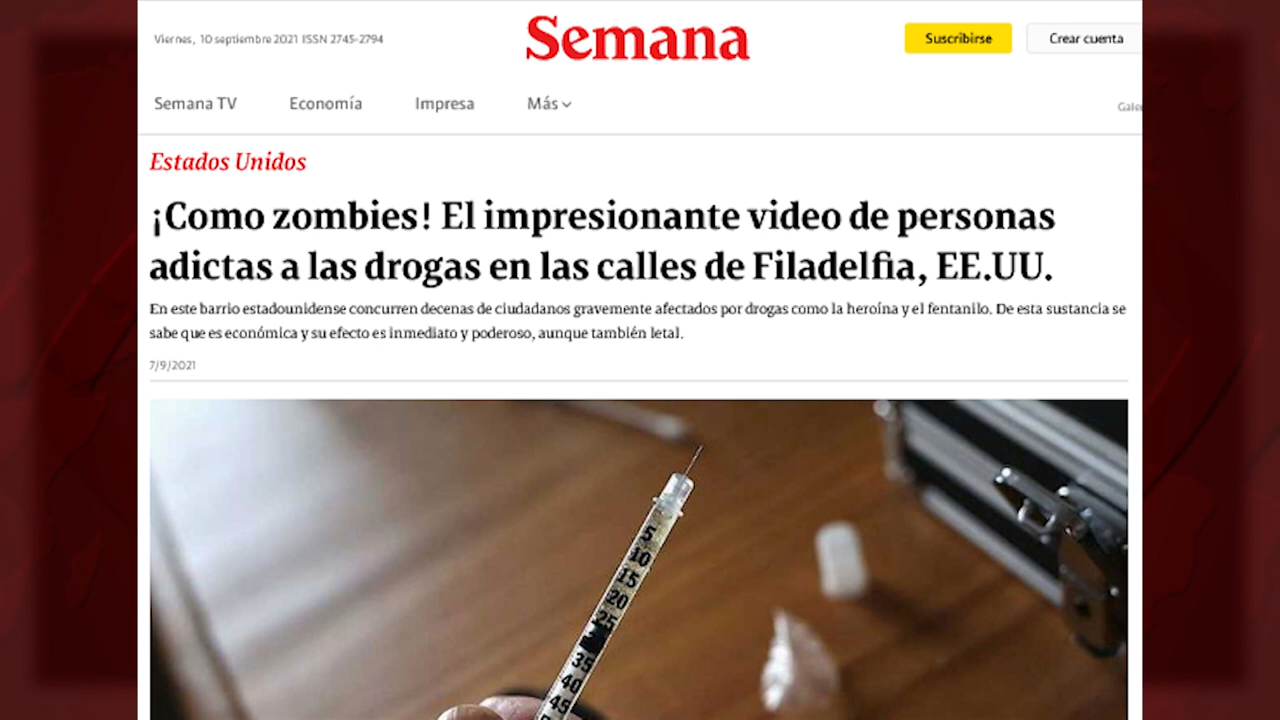 Viernes, 10 septiembre 2021 ISSN 2745-2794
Semana
Suscribirse
Crear cuenta
Semana TV
Economía
Impresa
Más
Estados Unidos
¡Como zombies! El impresionante video de personas
adictas a las drogas en las calles de Filadelfia, EE.UU.
En este barrio estadounidense concurren decenas de ciudadanos gravemente afectados por drogas como la heroína y el fentanilo. De esta sustancia se
sabe que es económica y su efecto es inmediato y poderoso, aunque también letal.
7/9/2021
5
10
15
20
25
35
40
45